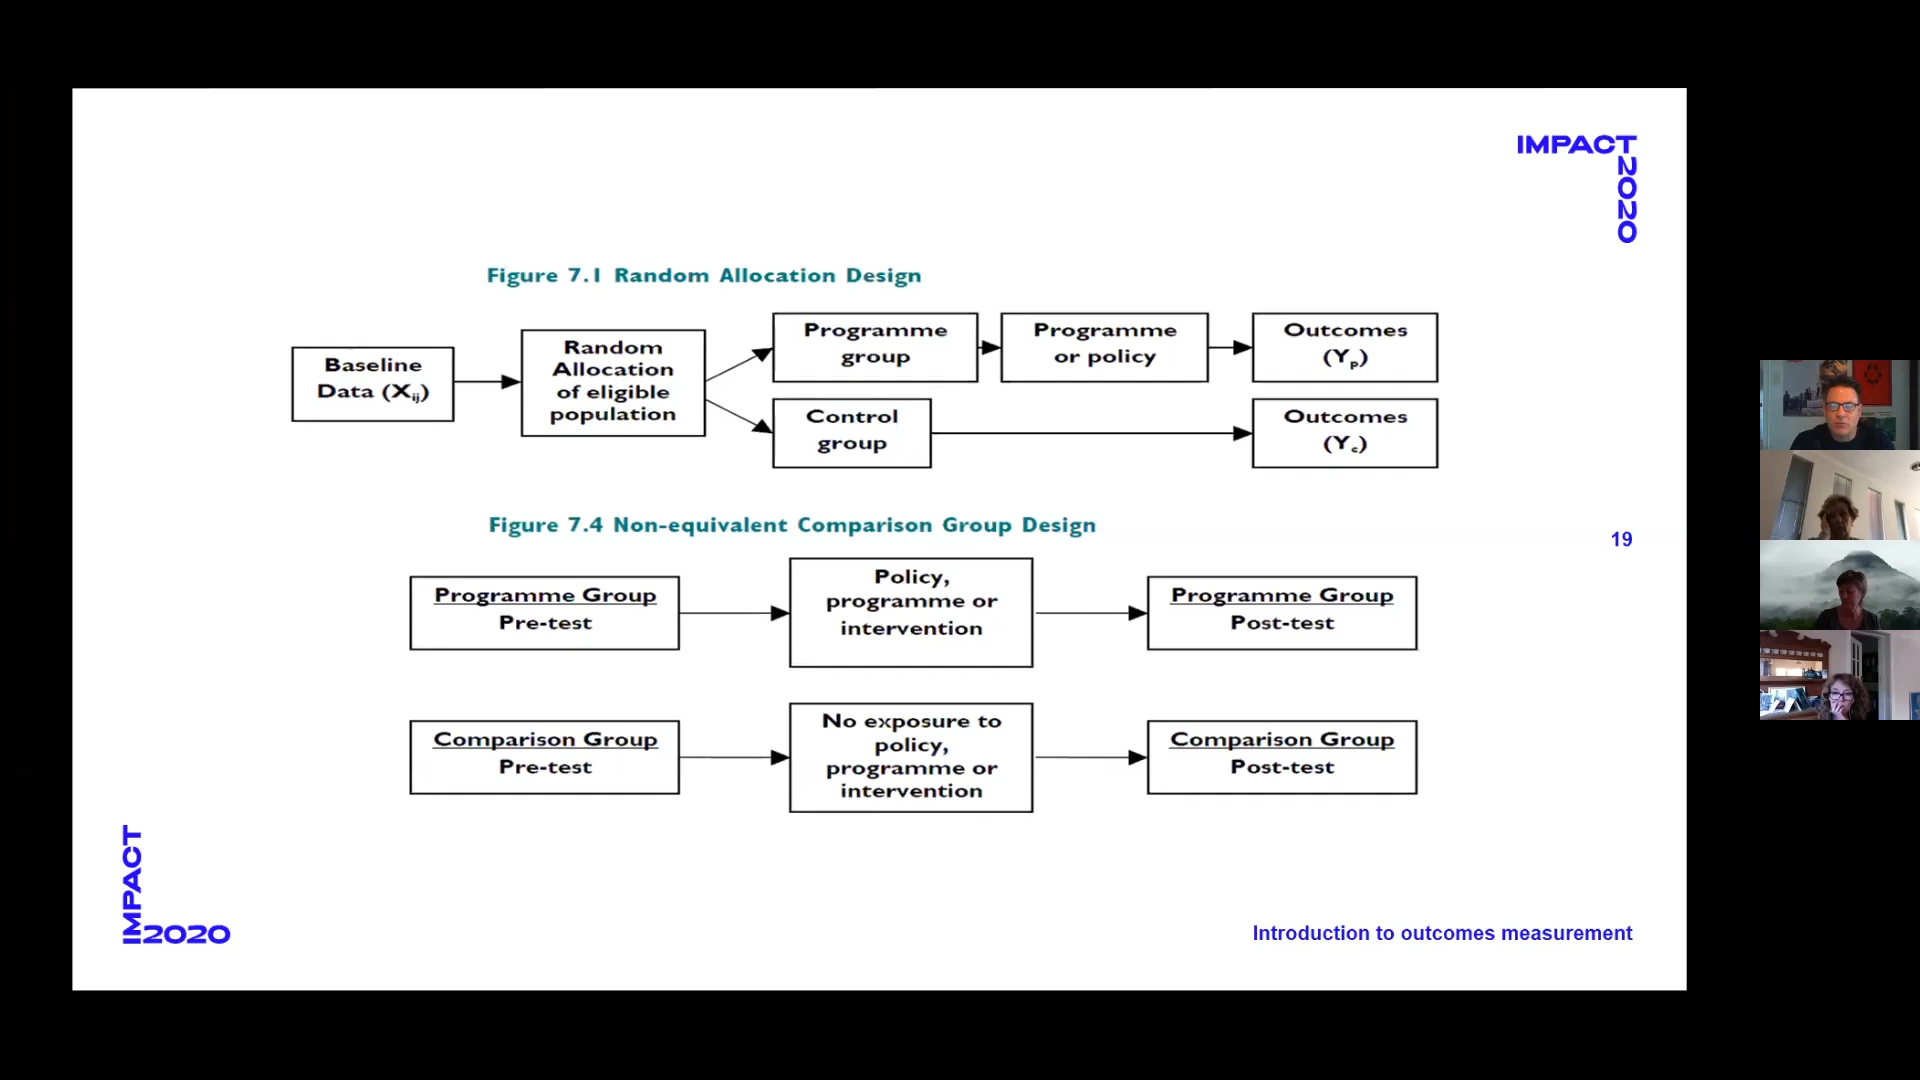 IMPACT
2020
Figure 7.1 Random Allocation Design
Baseline
Data (Xij)
Random
Allocation
of eligible
population
Programme
group
Programme
or policy
Outcomes
(Yp)
Control
group
Outcomes
(Yc)
Figure 7.4 Non-equivalent Comparison Group Design
19
Programme Group
Pre-test
Policy,
programme or
intervention
Programme Group
Post-test
Comparison Group
Pre-test
No exposure to
policy,
programme or
intervention
Comparison Group
Post-test
IMPACT
2020
Introduction to outcomes measurement